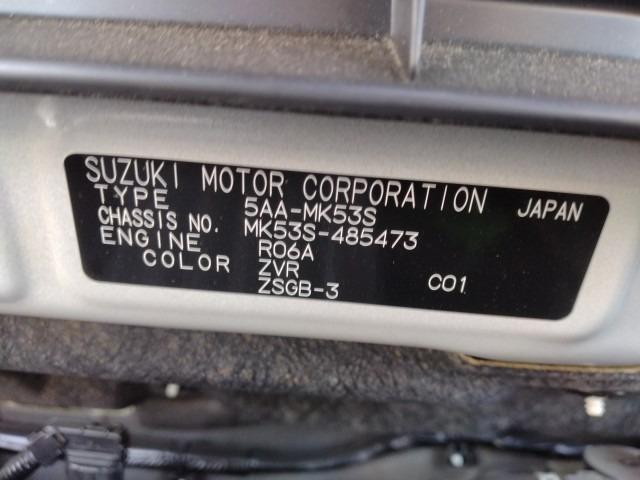 SUZUKI MOTOR CORPORATION JAPAN
TYPE 5AA-MK53S
CHASSIS NO. MK53S-485473
ENGINE R06A
COLOR ZVR
ZSGB-3 C01